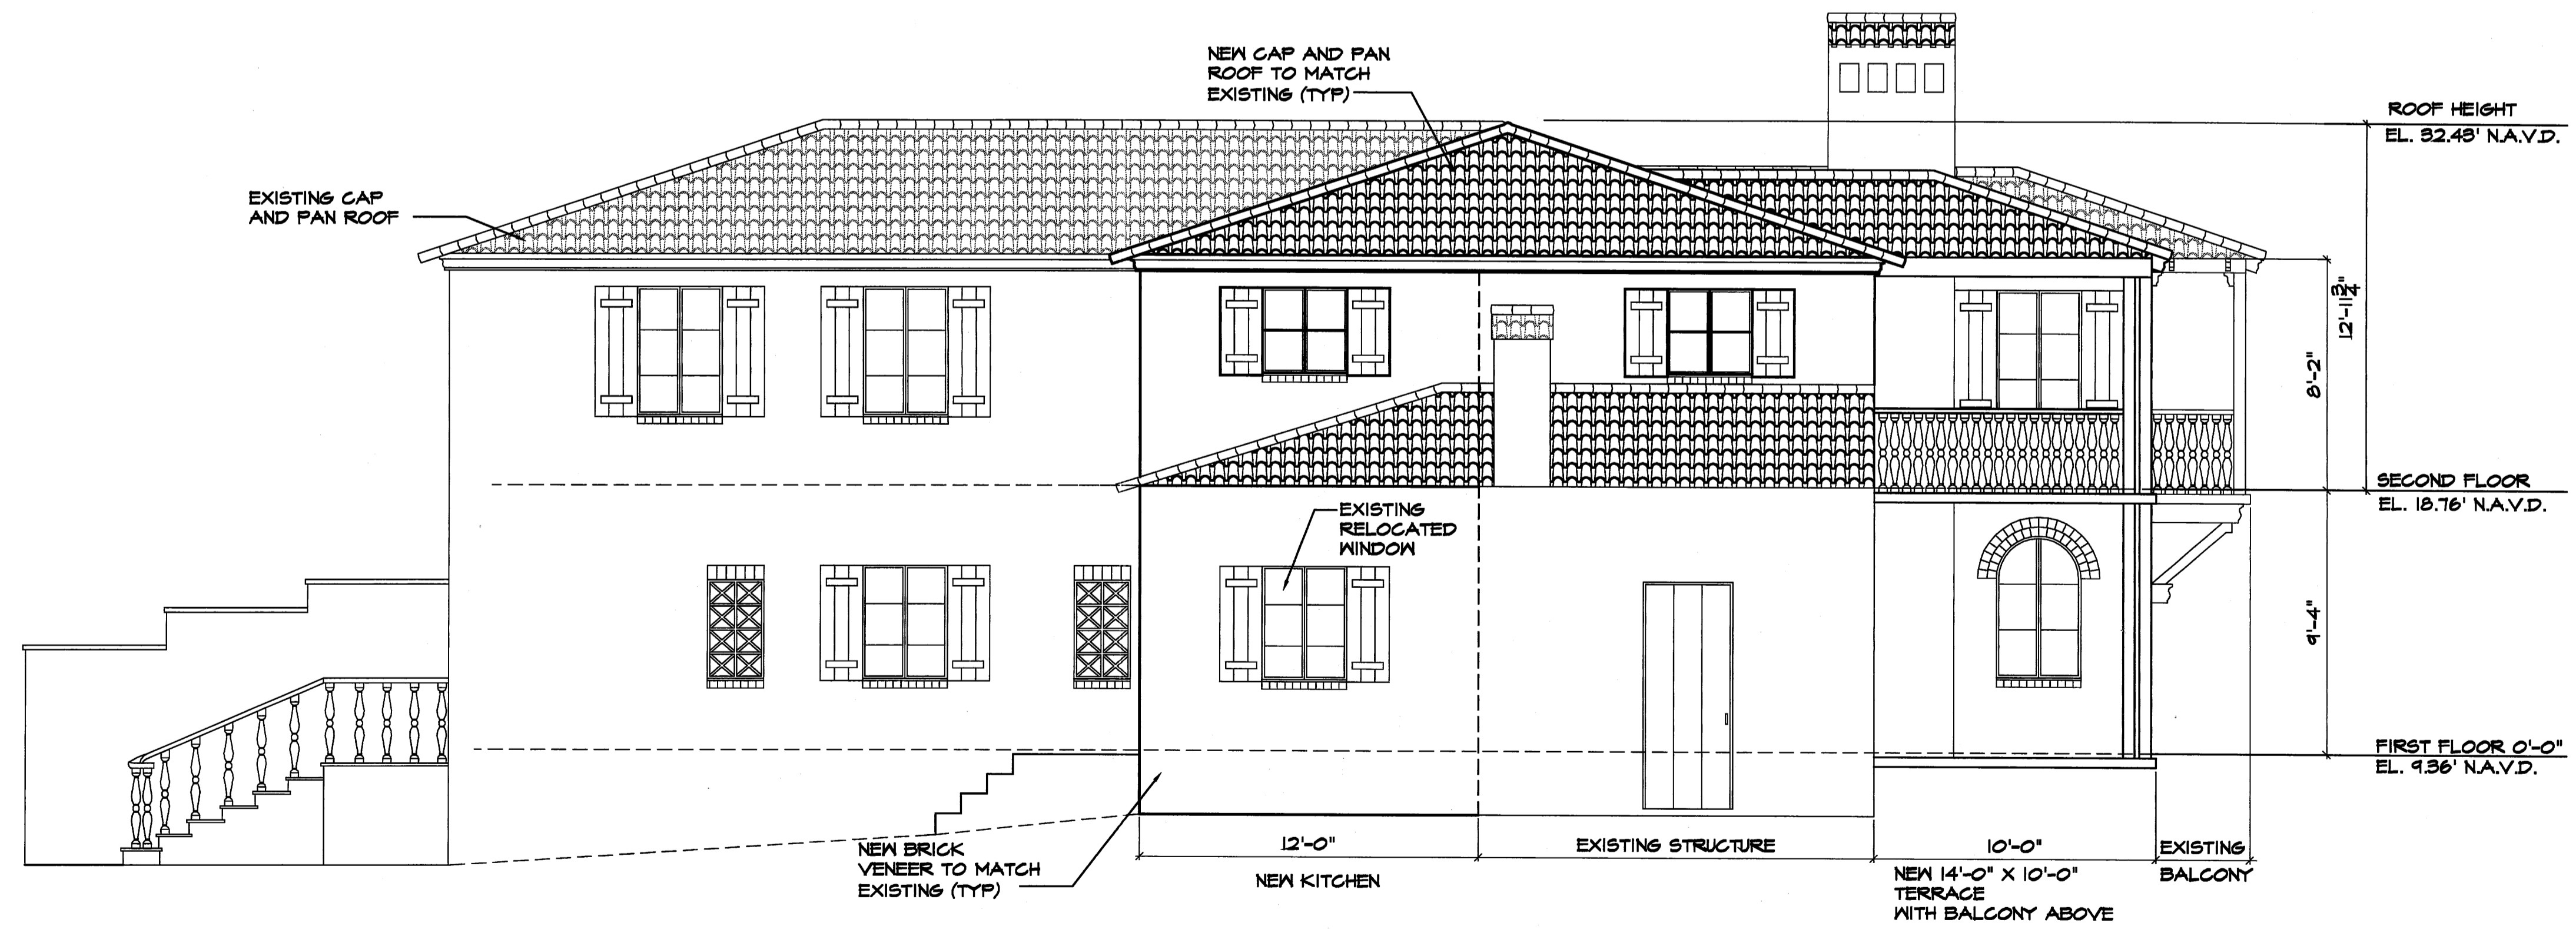 NEW CAP AND PAN
ROOF TO MATCH
EXISTING (TYP)
ROOF HEIGHT
EL. 32.43' N.A.V.D.
EXISTING CAP
AND PAN ROOF
12'-11 3/4"
8'-2"
SECOND FLOOR
EL. 18.76' N.A.V.D.
EXISTING
RELOCATED
WINDOW
9'-4"
FIRST FLOOR 0'-0"
EL. 9.36' N.A.V.D.
NEW BRICK
VENEER TO MATCH
EXISTING (TYP)
12'-0"
NEW KITCHEN
EXISTING STRUCTURE
10'-0"
NEW 14'-0" X 10'-0"
TERRACE
WITH BALCONY ABOVE
EXISTING
BALCONY